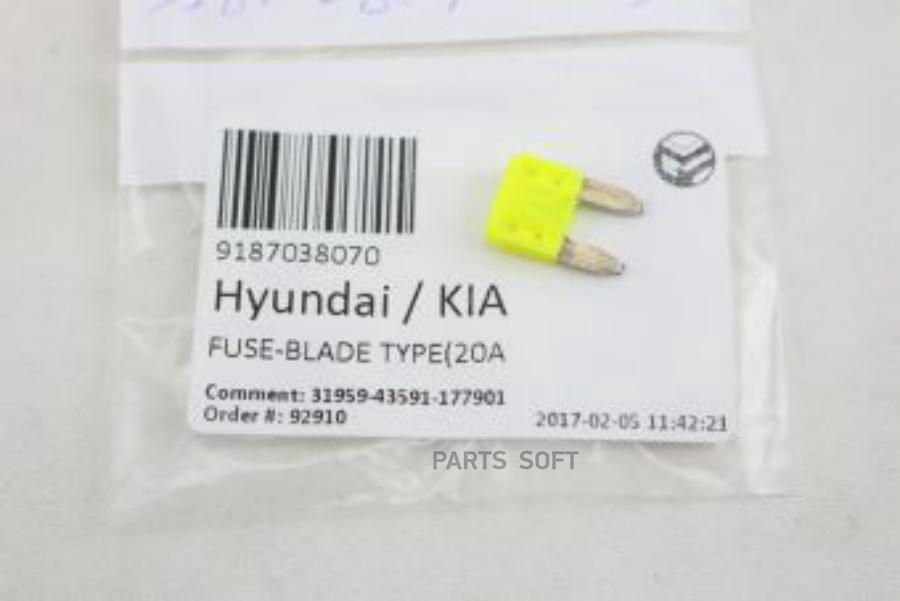 9187038070
Hyundai / KIA
FUSE-BLADE TYPE(20A
Comment: 31959-43591-177901
Order #: 92910
2017-02-05 11:42:21
PARTS SOFT